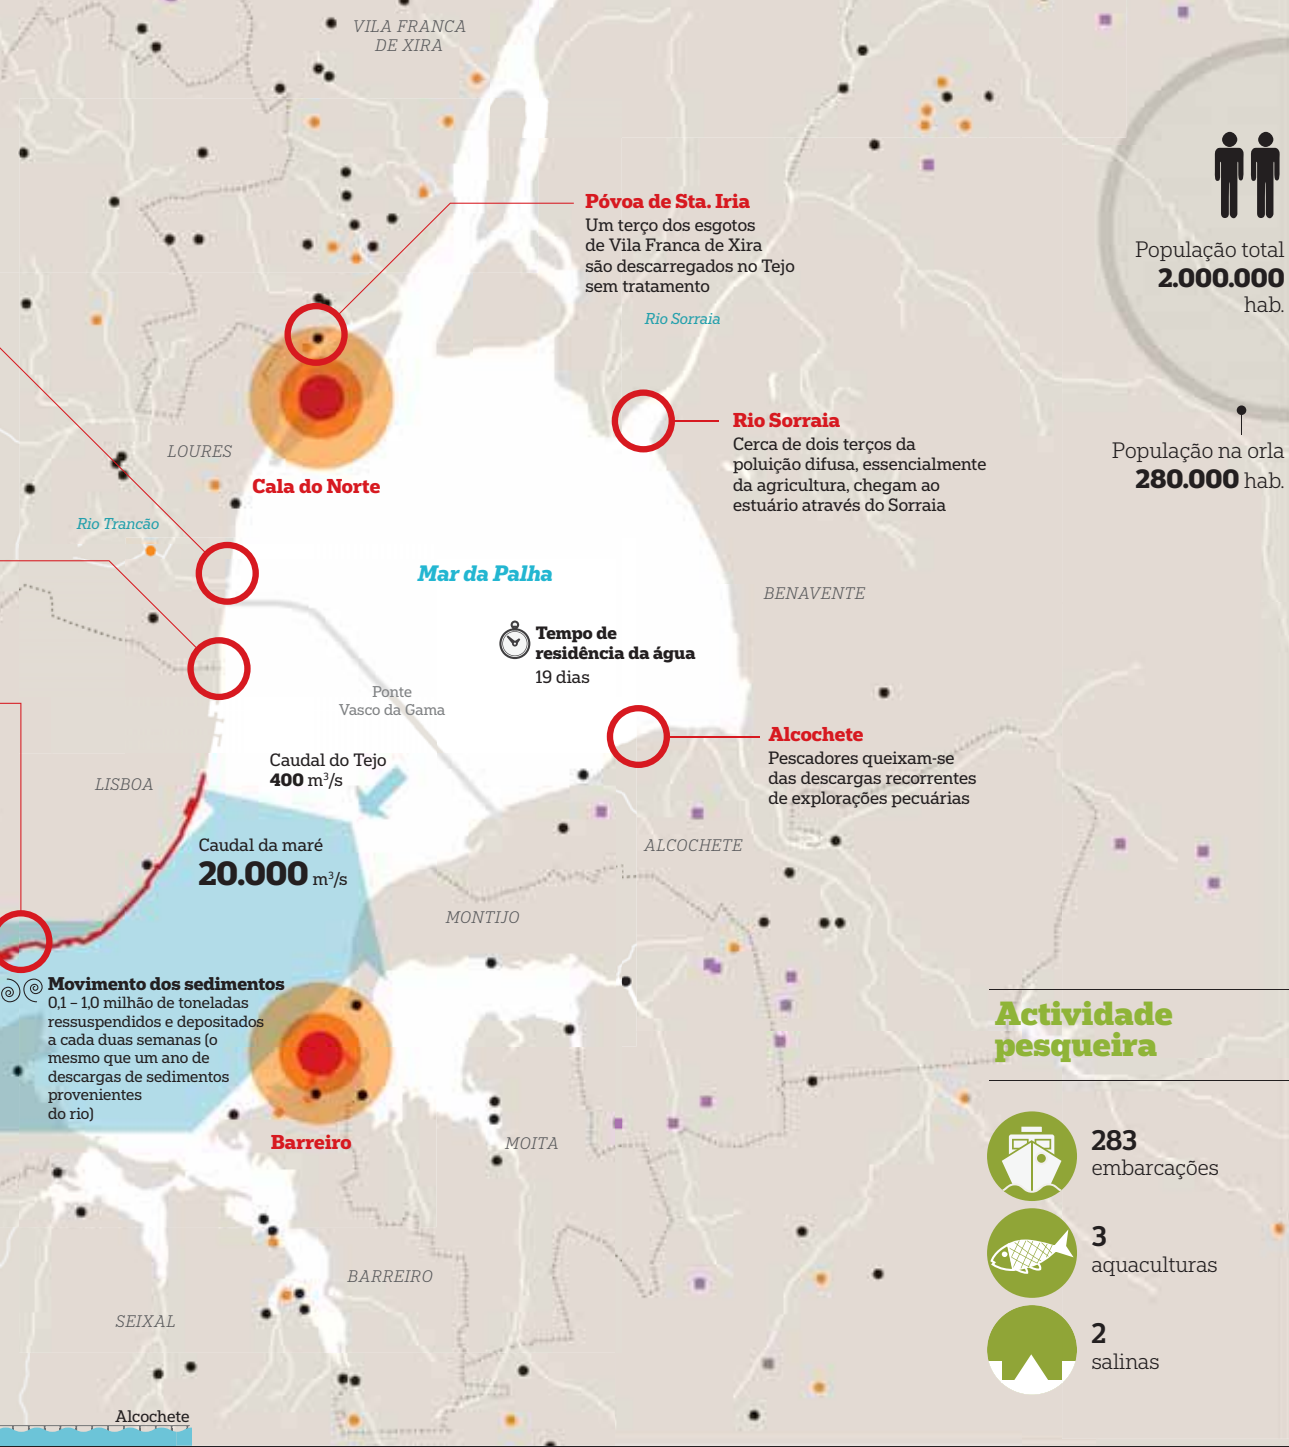 VILA FRANCA
DE XIRA
Póvoa de Sta. Iria
Um terço dos esgotos
de Vila Franca de Xira
são descarregados no Tejo
sem tratamento
Rio Sorraia
População total
2.000.000
hab.
População na orla
280.000 hab.
Rio Sorraia
Cerca de dois terços da
poluição difusa, essencialmente
da agricultura, chegam ao
estuário através do Sorraia
LOURES
Cala do Norte
Rio Trancão
Mar da Palha
BENAVENTE
Tempo de
residência da água
19 dias
Ponte
Vasco da Gama
Alcochete
Pescadores queixam-se
das descargas recorrentes
de explorações pecuárias
Caudal do Tejo
400 m³/s
LISBOA
Caudal da maré
20.000 m³/s
ALCOCHETE
MONTIJO
Movimento dos sedimentos
0,1 – 1,0 milhão de toneladas
ressuspendidos e depositados
a cada duas semanas (o
mesmo que um ano de
descargas de sedimentos
provenientes
do rio)
Barreiro
MOITA
BARREIRO
SEIXAL
Alcochete
Actividade
pesqueira
283
embarcações
3
aquaculturas
2
salinas